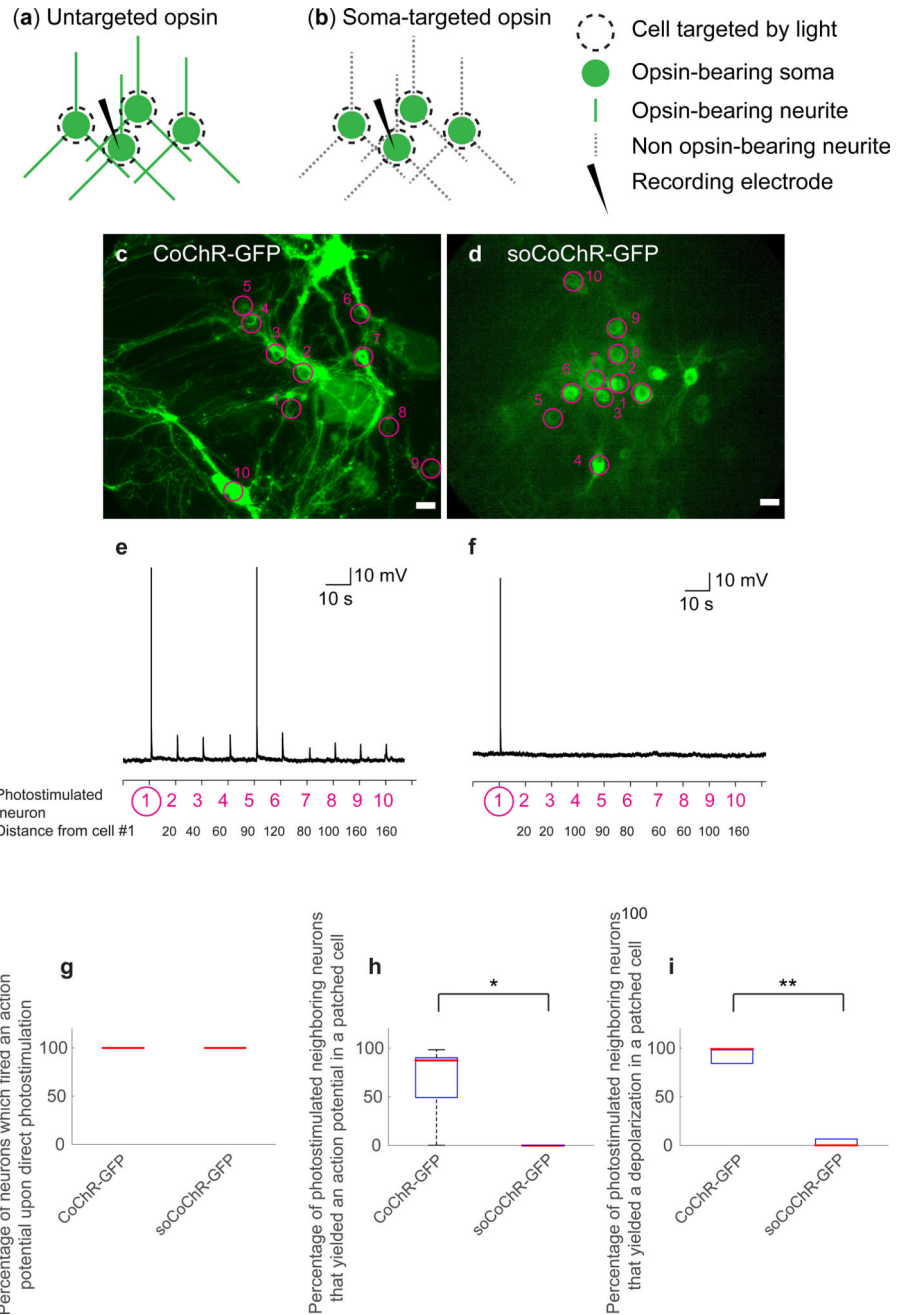 (a) Untargeted opsin
(b) Soma-targeted opsin
Cell targeted by light
Opsin-bearing soma
Opsin-bearing neurite
Non opsin-bearing neurite
Recording electrode
c CoChR-GFP
5
4
3
2
1
6
7
8
9
10
d soCoChR-GFP
10
9
8
7
2
6
1
5
3
4
e
10 mV
10 s
f
10 mV
10 s
Photostimulated
neuron
1 2 3 4 5 6 7 8 9 10
Distance from cell #1
20 40 60 90 120 80 100 160 160
1 2 3 4 5 6 7 8 9 10
20 20 100 90 80 60 60 100 160
g
Percentage of neurons which fired an action
potential upon direct photostimulation
100
50
0
CoChR-GFP
soCoChR-GFP
h
Percentage of photostimulated neighboring neurons
that yielded an action potential in a patched cell
*
100
50
0
CoChR-GFP
soCoChR-GFP
i
Percentage of photostimulated neighboring neurons
that yielded a depolarization in a patched cell
100
**
100
50
0
CoChR-GFP
soCoChR-GFP